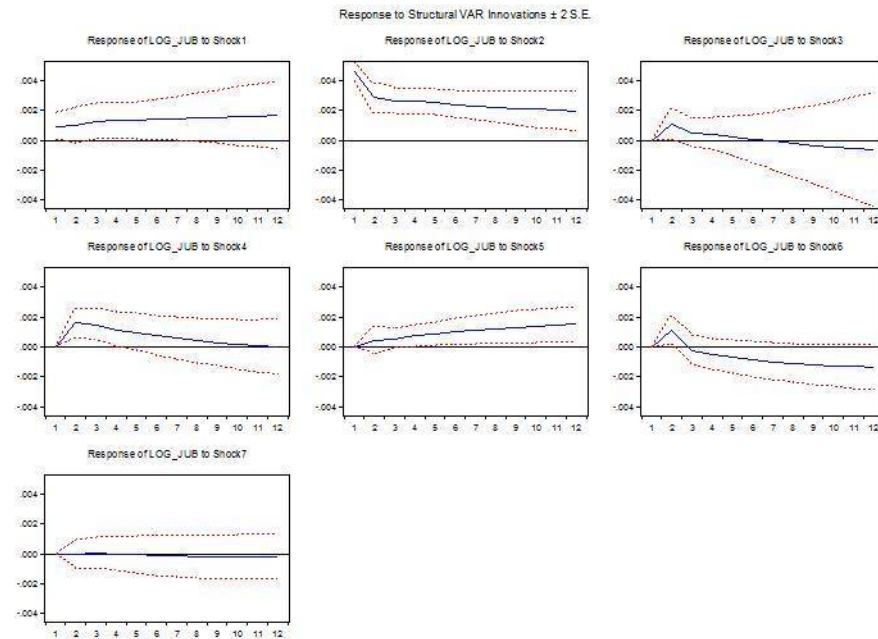 Response to Structural VAR Innovations ± 2 S.E.
Response of LOG_JUB to Shock1
.004
.002
.000
-.002
-.004
1 2 3 4 5 6 7 8 9 10 11 12
Response of LOG_JUB to Shock2
.004
.002
.000
-.002
-.004
1 2 3 4 5 6 7 8 9 10 11 12
Response of LOG_JUB to Shock3
.004
.002
.000
-.002
-.004
1 2 3 4 5 6 7 8 9 10 11 12
Response of LOG_JUB to Shock4
.004
.002
.000
-.002
-.004
1 2 3 4 5 6 7 8 9 10 11 12
Response of LOG_JUB to Shock5
.004
.002
.000
-.002
-.004
1 2 3 4 5 6 7 8 9 10 11 12
Response of LOG_JUB to Shock6
.004
.002
.000
-.002
-.004
1 2 3 4 5 6 7 8 9 10 11 12
Response of LOG_JUB to Shock7
.004
.002
.000
-.002
-.004
1 2 3 4 5 6 7 8 9 10 11 12